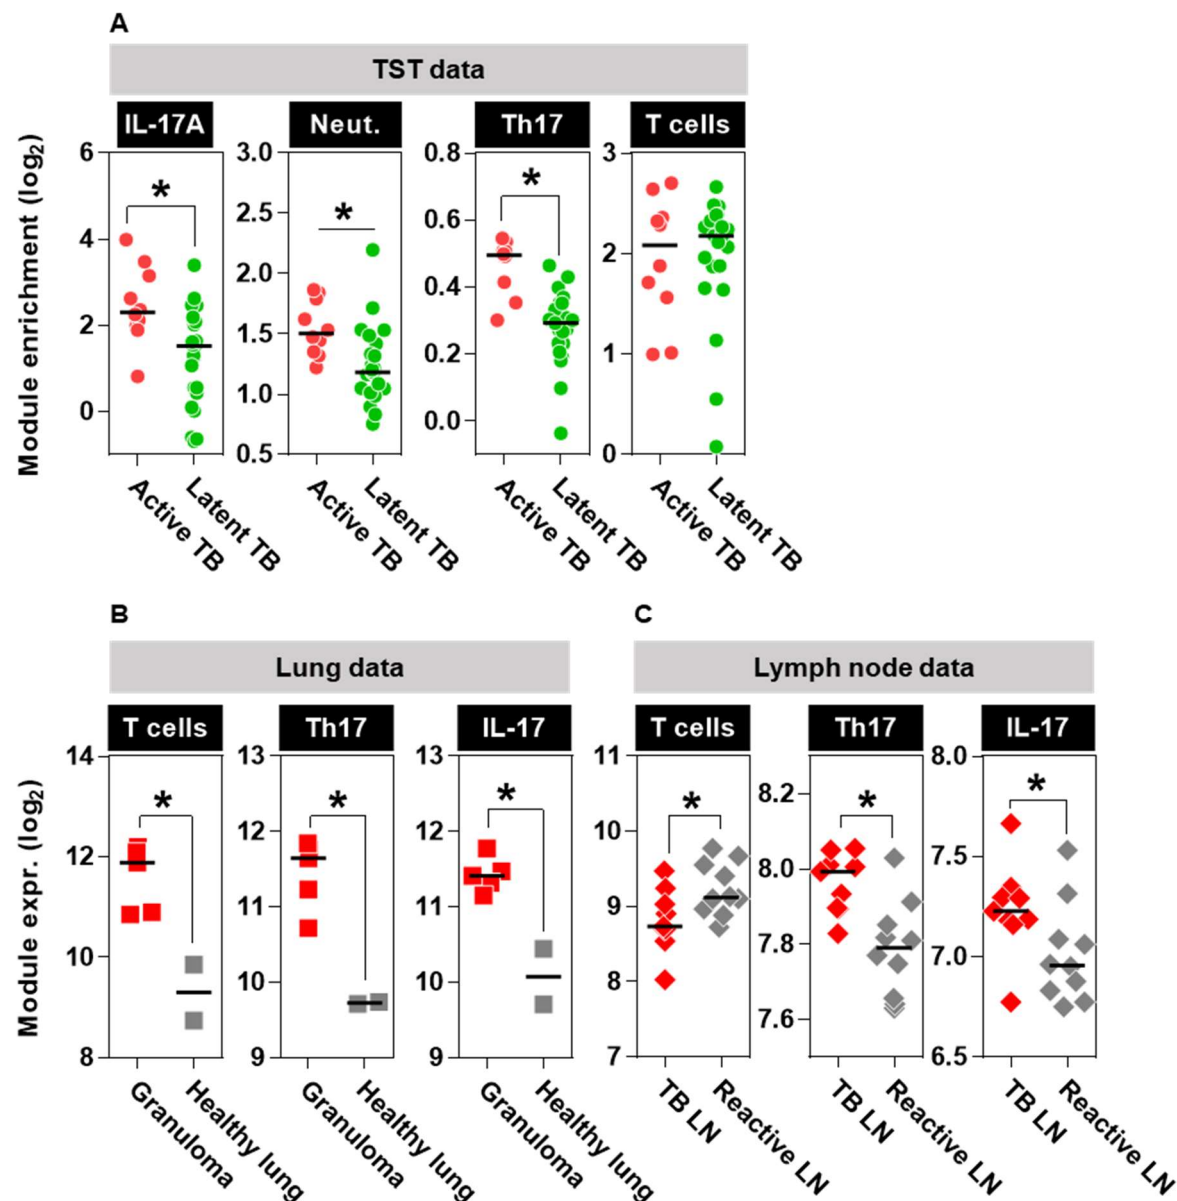 A
TST data
IL-17A Neut. Th17 T cells
Module enrichment (log2)
6 3.0 0.8 3
* * *
4 2.5 0.6
2.0 2
2 0.4
1.5
0.2 1
0 1.0
0.0
0.5 0
Active TB Latent TB Active TB Latent TB Active TB Latent TB Active TB Latent TB
B C
Lung data Lymph node data
T cells Th17 IL-17 T cells Th17 IL-17
Module expr. (log2)
14 13 13 11 8.0
* * * * * *
8.2
12 12 12 10 7.5
8.0
11 11 9
10 7.8 7.0
10 10 8
7.6
8 9 9 7 6.5
Granuloma Healthy lung Granuloma Healthy lung Granuloma Healthy lung TB LN Reactive LN TB LN Reactive LN TB LN Reactive LN